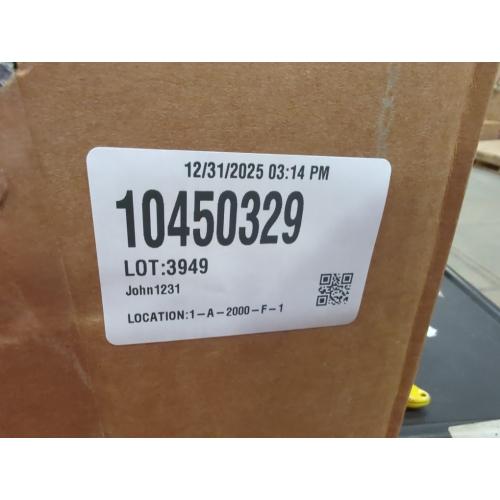 12/31/2025 03:14 PM
10450329
LOT:3949
John1231
LOCATION:1-A-2000-F-1